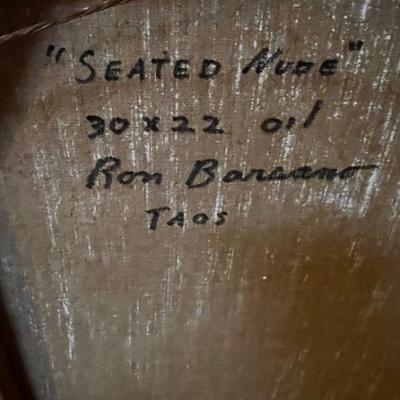 "SEATED NUDE"
30 x 22 oil
Ron Barsano
TAOS